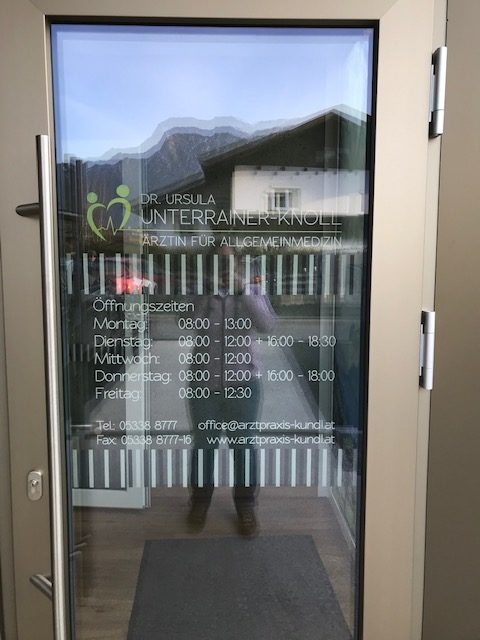 DR. URSULA
UNTERRAINER-KNOLL
ÄRZTIN FÜR ALLGEMEINMEDIZIN
Öffnungszeiten
Montag: 08:00 - 13:00
Dienstag: 08:00 - 12:00 + 16:00 - 18:30
Mittwoch: 08:00 - 12:00
Donnerstag: 08:00 - 12:00 + 16:00 - 18:00
Freitag: 08:00 - 12:30
Tel.: 05338 8777 office@arztpraxis-kundl.at
Fax: 05338 8777-16 www.arztpraxis-kundl.at